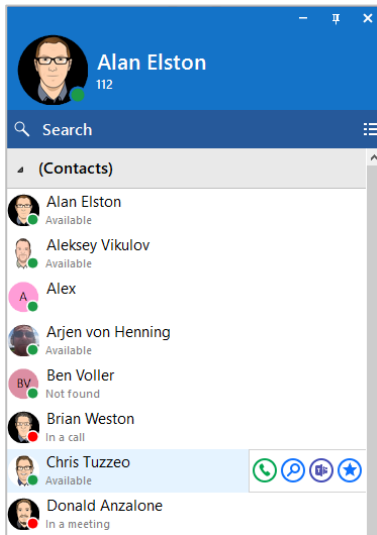 Alan Elston
112
Search
(Contacts)
Alan Elston
Available
Aleksey Vikulov
Available
A
Alex
Arjen von Henning
Available
BV
Ben Voller
Not found
Brian Weston
In a call
Chris Tuzzeo
Available
Donald Anzalone
In a meeting